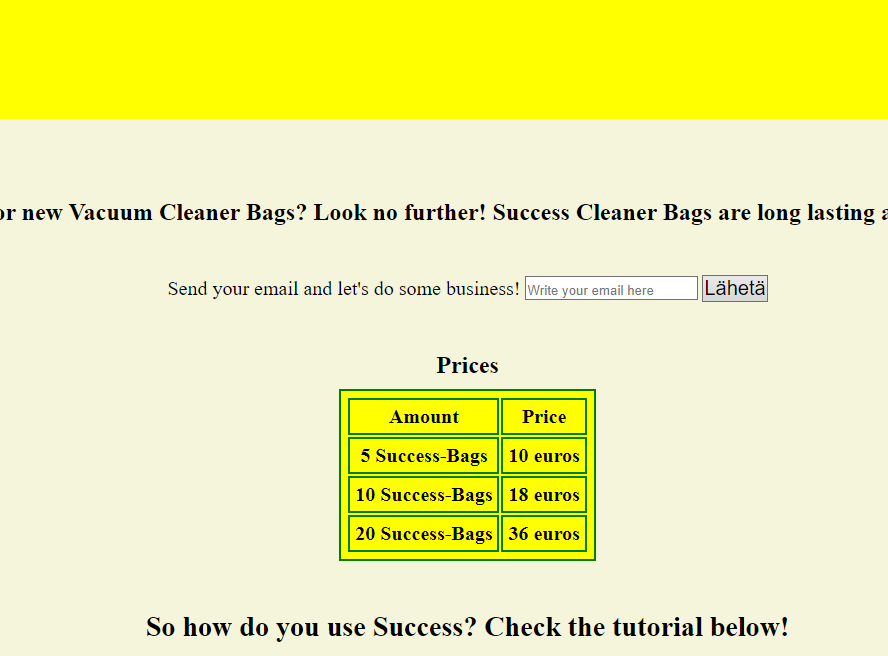 or new Vacuum Cleaner Bags? Look no further! Success Cleaner Bags are long lasting a
Send your email and let's do some business! Write your email here Lähetä
Prices
Amount Price
5 Success-Bags 10 euros
10 Success-Bags 18 euros
20 Success-Bags 36 euros
So how do you use Success? Check the tutorial below!